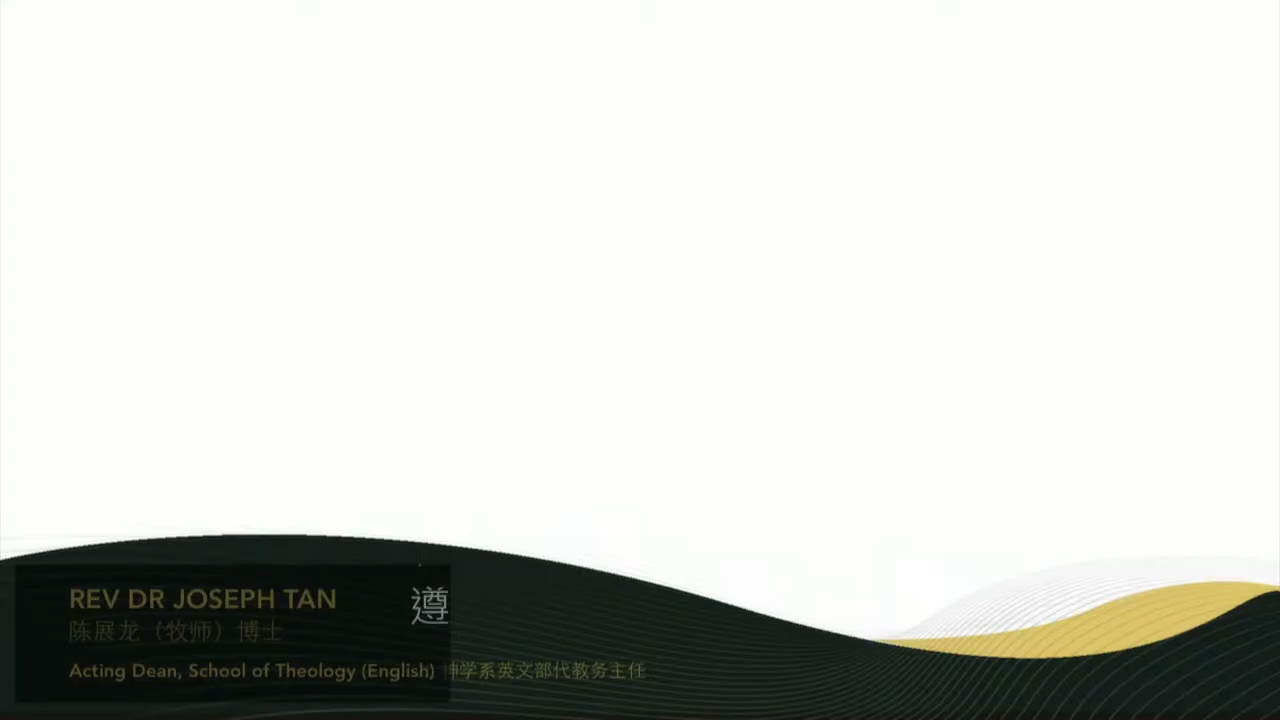 REV DR JOSEPH TAN
遵
陈展龙（牧师）博士
Acting Dean, School of Theology (English) 神学系英文部代教务主任